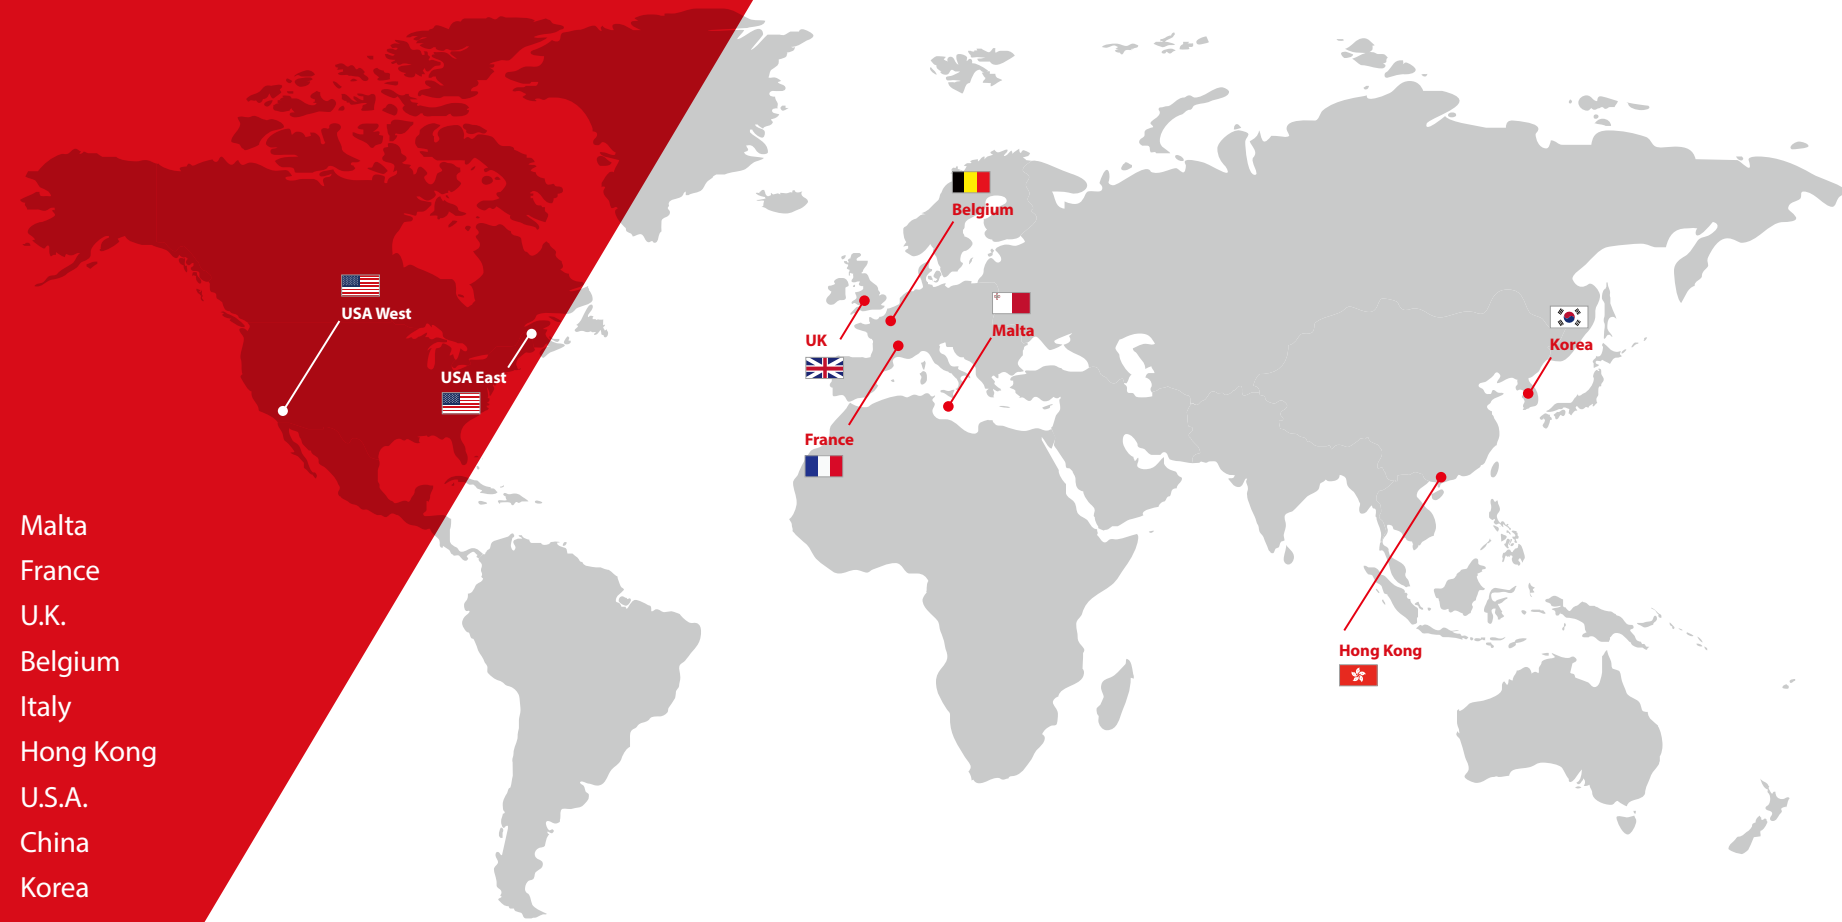 Belgium
USA West
Malta
UK
Korea
USA East
France
Malta
France
U.K.
Belgium
Italy
Hong Kong
U.S.A.
China
Korea
Hong Kong